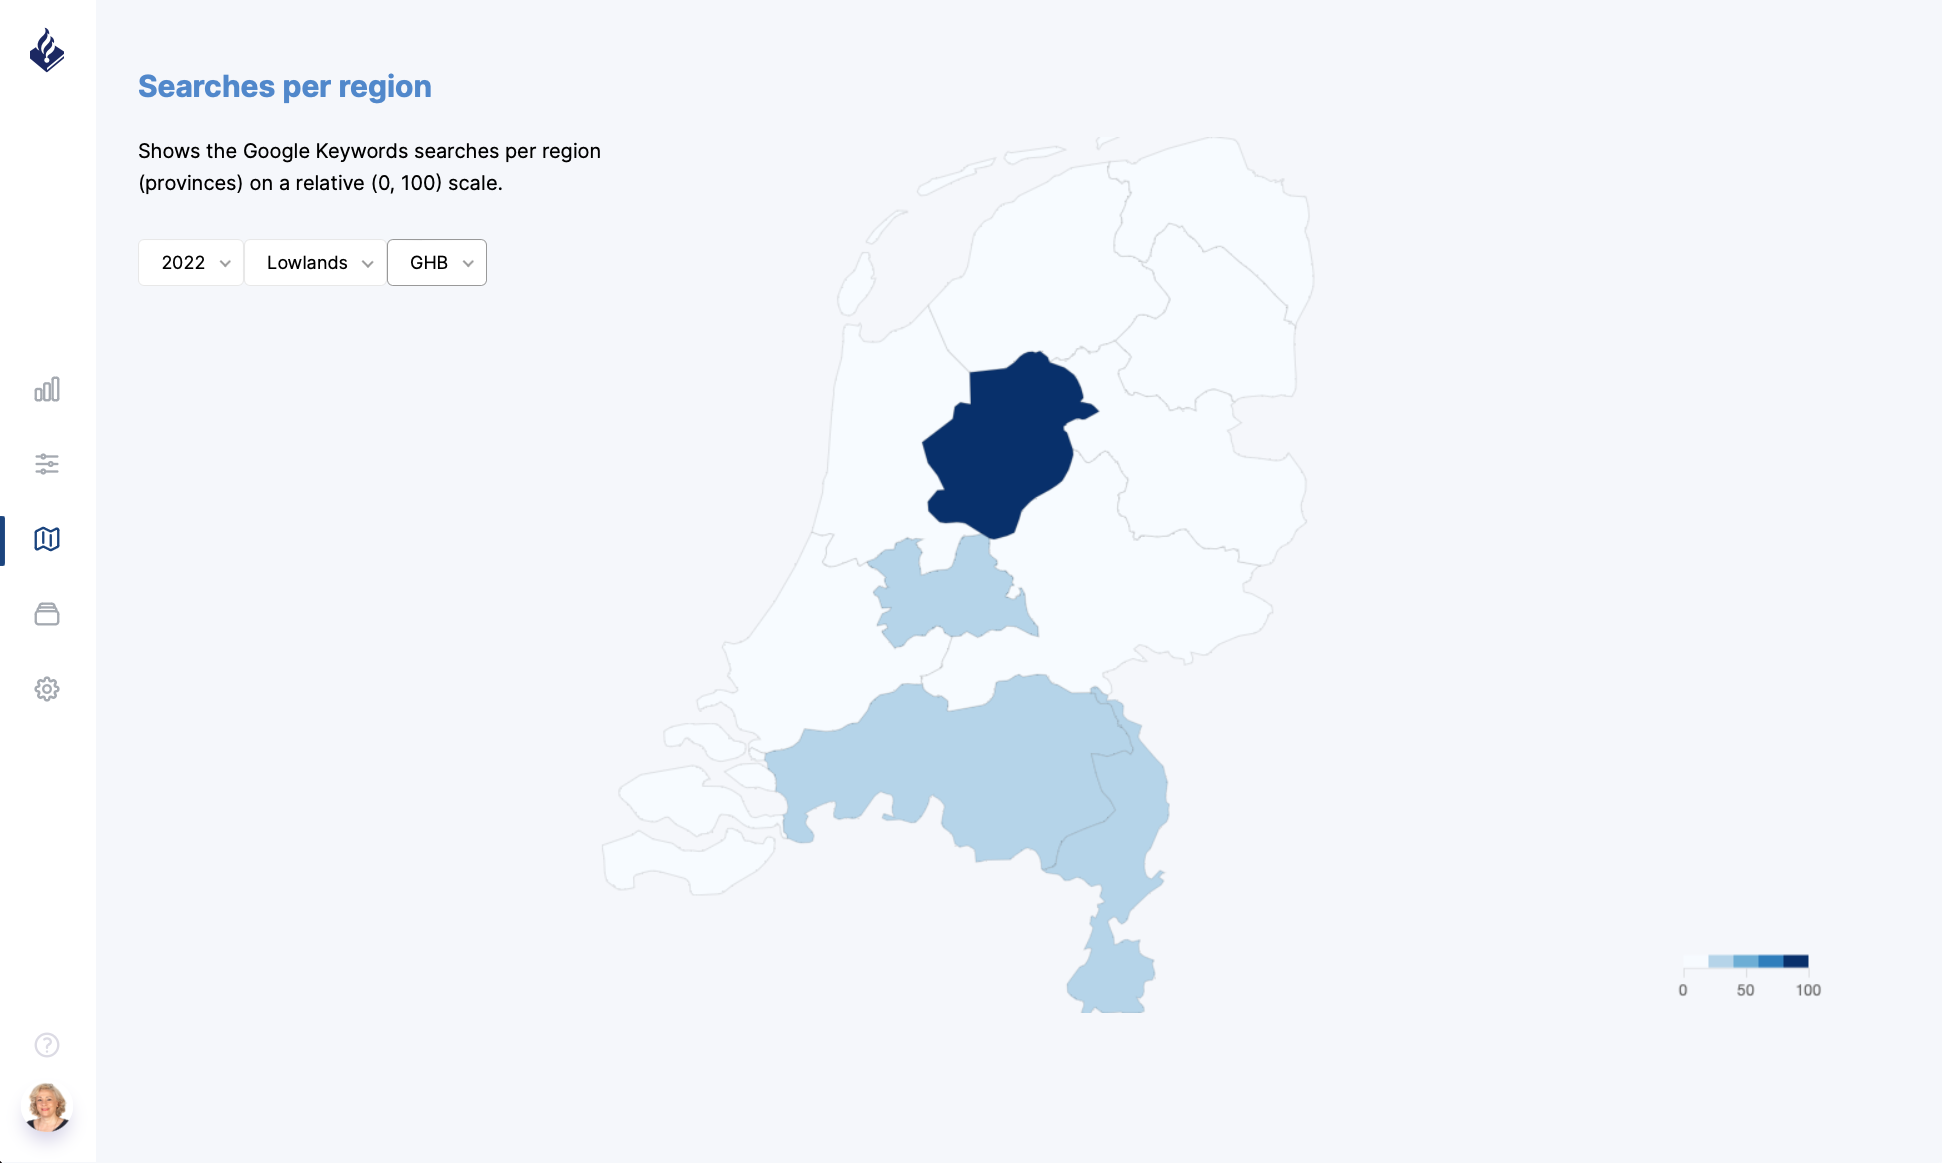 Searches per region
Shows the Google Keywords searches per region
(provinces) on a relative (0, 100) scale.
2022 Lowlands GHB
0 50 100